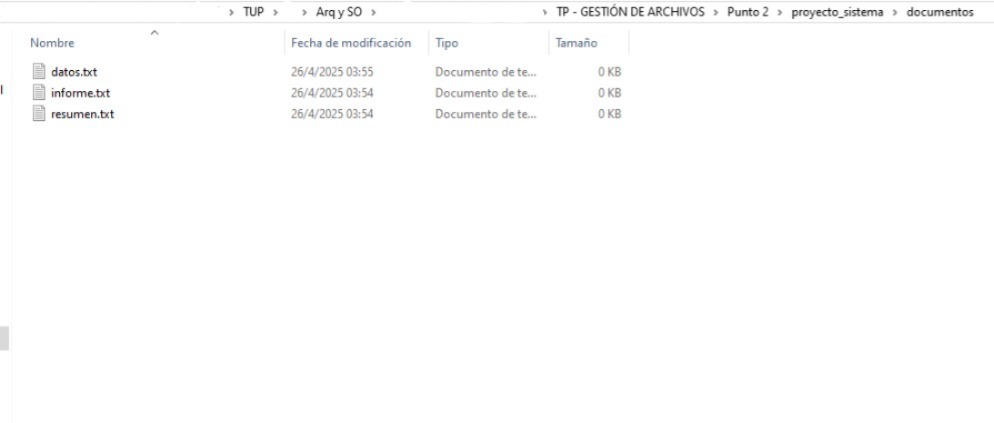 › TUP › › Arq y SO › › TP - GESTIÓN DE ARCHIVOS › Punto 2 › proyecto_sistema › documentos
Nombre Fecha de modificación Tipo Tamaño
datos.txt 26/4/2025 03:55 Documento de te... 0 KB
informe.txt 26/4/2025 03:54 Documento de te... 0 KB
resumen.txt 26/4/2025 03:54 Documento de te... 0 KB